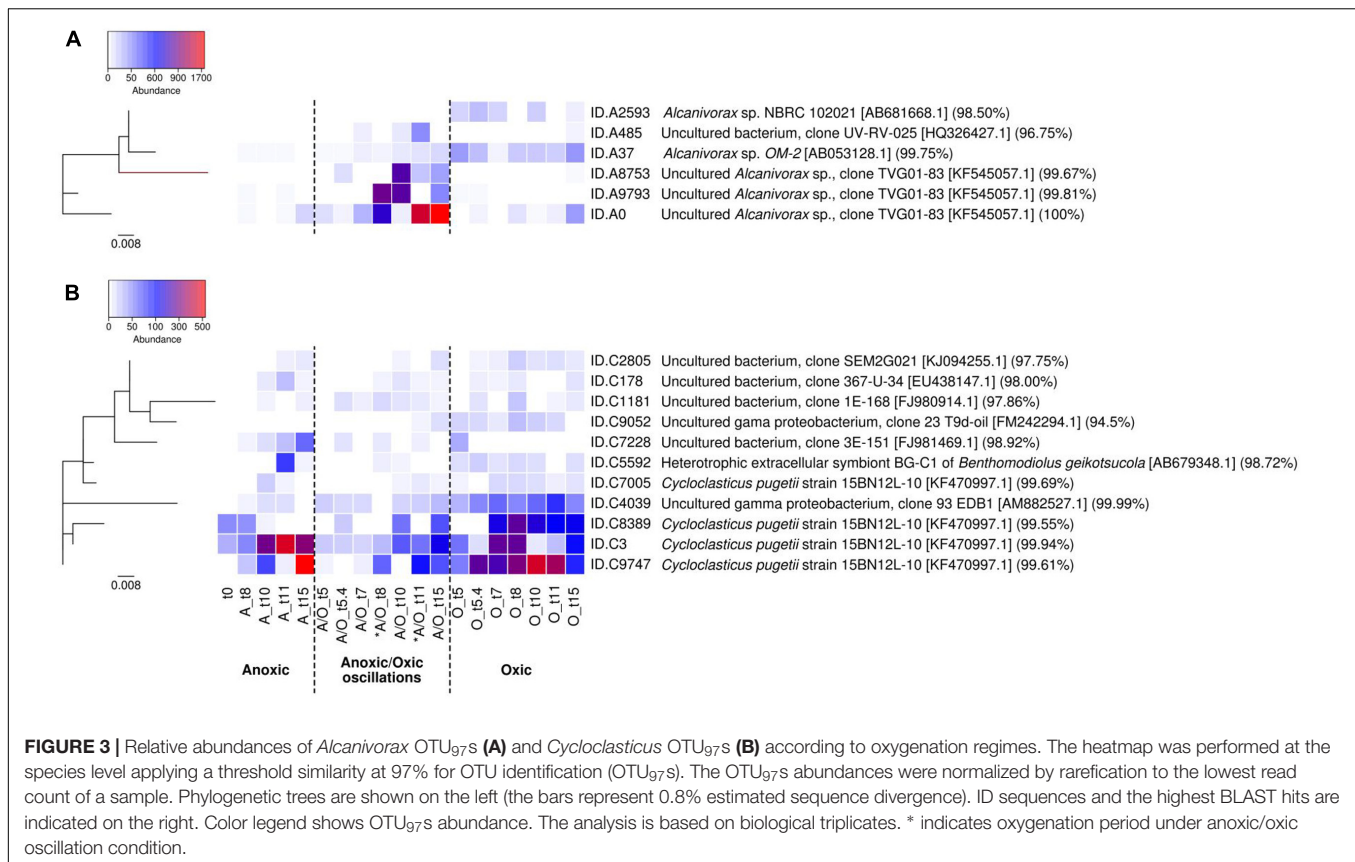 A
0 50 600 900 1700
Abundance
ID.A2593 Alcanivorax sp. NBRC 102021 [AB681668.1] (98.50%)
ID.A485 Uncultured bacterium, clone UV-RV-025 [HQ326427.1] (96.75%)
ID.A37 Alcanivorax sp. OM-2 [AB053128.1] (99.75%)
ID.A8753 Uncultured Alcanivorax sp., clone TVG01-83 [KF545057.1] (99.67%)
ID.A9793 Uncultured Alcanivorax sp., clone TVG01-83 [KF545057.1] (99.81%)
ID.A0 Uncultured Alcanivorax sp., clone TVG01-83 [KF545057.1] (100%)
0.008
B
0 50 100 300 500
Abundance
ID.C2805 Uncultured bacterium, clone SEM2G021 [KJ094255.1] (97.75%)
ID.C178 Uncultured bacterium, clone 367-U-34 [EU438147.1] (98.00%)
ID.C1181 Uncultured bacterium, clone 1E-168 [FJ980914.1] (97.86%)
ID.C9052 Uncultured gama proteobacterium, clone 23 T9d-oil [FM242294.1] (94.5%)
ID.C7228 Uncultured bacterium, clone 3E-151 [FJ981469.1] (98.92%)
ID.C5592 Heterotrophic extracellular symbiont BG-C1 of Benthomodiolus geikotsucola [AB679348.1] (98.72%)
ID.C7005 Cycloclasticus pugetii strain 15BN12L-10 [KF470997.1] (99.69%)
ID.C4039 Uncultured gamma proteobacterium, clone 93 EDB1 [AM882527.1] (99.99%)
ID.C8389 Cycloclasticus pugetii strain 15BN12L-10 [KF470997.1] (99.55%)
ID.C3 Cycloclasticus pugetii strain 15BN12L-10 [KF470997.1] (99.94%)
ID.C9747 Cycloclasticus pugetii strain 15BN12L-10 [KF470997.1] (99.61%)
0.008
t0 A_t8 A_t10 A_t11 A_t15 A/O_t5 A/O_t5.4 A/O_t7 *A/O_t8 A/O_t10 *A/O_t11 A/O_t15 O_t5 O_t5.4 O_t7 O_t8 O_t10 O_t11 O_t15
Anoxic
Anoxic/Oxic
oscillations
Oxic
FIGURE 3 | Relative abundances of Alcanivorax OTU97s (A) and Cycloclasticus OTU97s (B) according to oxygenation regimes. The heatmap was performed at the
species level applying a threshold similarity at 97% for OTU identification (OTU97s). The OTU97s abundances were normalized by rarefication to the lowest read
count of a sample. Phylogenetic trees are shown on the left (the bars represent 0.8% estimated sequence divergence). ID sequences and the highest BLAST hits are
indicated on the right. Color legend shows OTU97s abundance. The analysis is based on biological triplicates. * indicates oxygenation period under anoxic/oxic
oscillation condition.